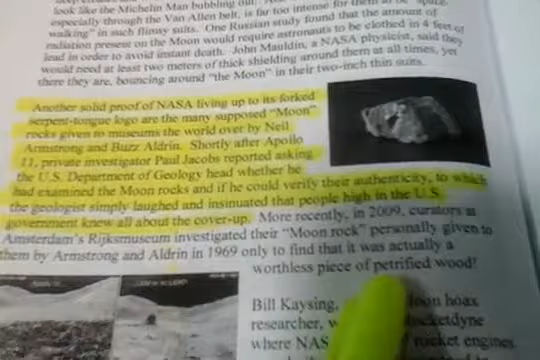 look like the Michelin Man bubbling out
especially through the Van Allen belt, is far too intense for them to be "space
walking" in such flimsy suits. One Russian study found that the amount of
radiation present on the Moon would require astronauts to be clothed in 4 feet of
lead in order to avoid instant death. John Mauldin, a NASA physicist, said they
would need at least two meters of thick shielding around them at all times, yet
there they are, bouncing around "the Moon" in their two-inch thin suits.
Another solid proof of NASA living up to its forked
serpent-tongue logo are the many supposed "Moon"
rocks given to museums the world over by Neil
Armstrong and Buzz Aldrin. Shortly after Apollo
11, private investigator Paul Jacobs reported asking
the U.S. Department of Geology head whether he
had examined the Moon rocks and if he could verify their authenticity, to which
the geologist simply laughed and insinuated that people high in the U.S.
government knew all about the cover-up. More recently, in 2009, curators at
Amsterdam's Rijksmuseum investigated their "Moon rock" personally given to
them by Armstrong and Aldrin in 1969 only to find that it was actually a
worthless piece of petrified wood!
Bill Kaysing, Moon hoax
researcher,
where NAS rocket engines